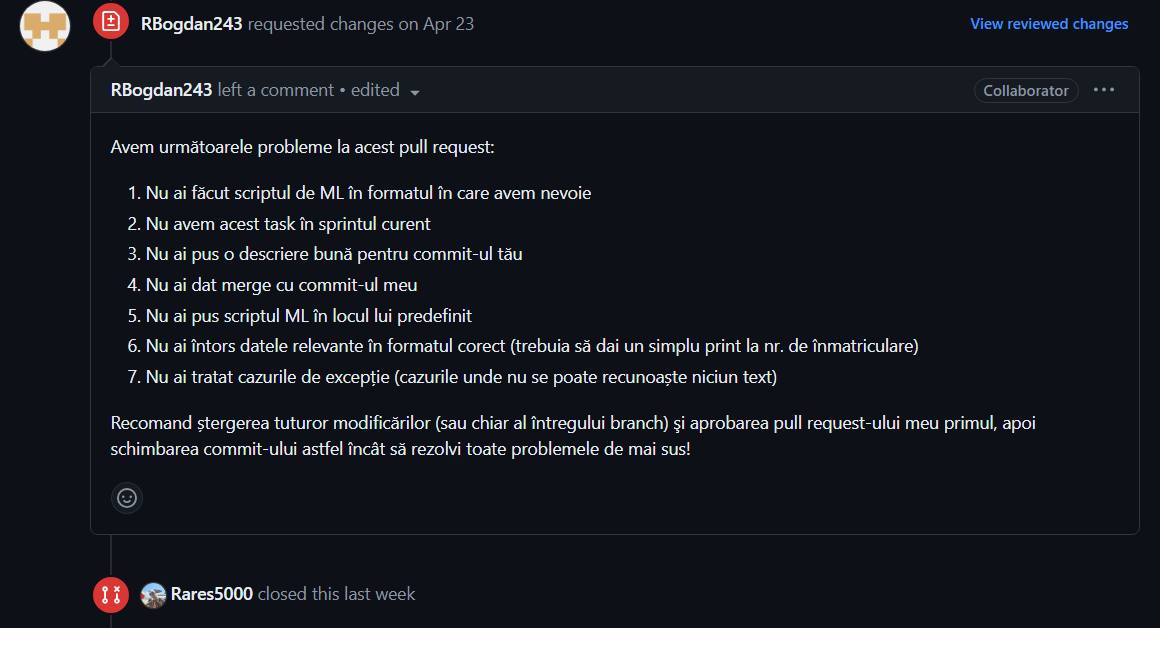 RBogdan243 requested changes on Apr 23
View reviewed changes
RBogdan243 left a comment • edited
Collaborator
Avem următoarele probleme la acest pull request:
1. Nu ai făcut scriptul de ML în formatul în care avem nevoie
2. Nu avem acest task în sprintul curent
3. Nu ai pus o descriere bună pentru commit-ul tău
4. Nu ai dat merge cu commit-ul meu
5. Nu ai pus scriptul ML în locul lui predefinit
6. Nu ai întors datele relevante în formatul corect (trebuia să dai un simplu print la nr. de înmatriculare)
7. Nu ai tratat cazurile de excepție (cazurile unde nu se poate recunoaște niciun text)
Recomand ștergerea tuturor modificărilor (sau chiar al întregului branch) şi aprobarea pull request-ului meu primul, apoi
schimbarea commit-ului astfel încât să rezolvi toate problemele de mai sus!
Rares5000 closed this last week